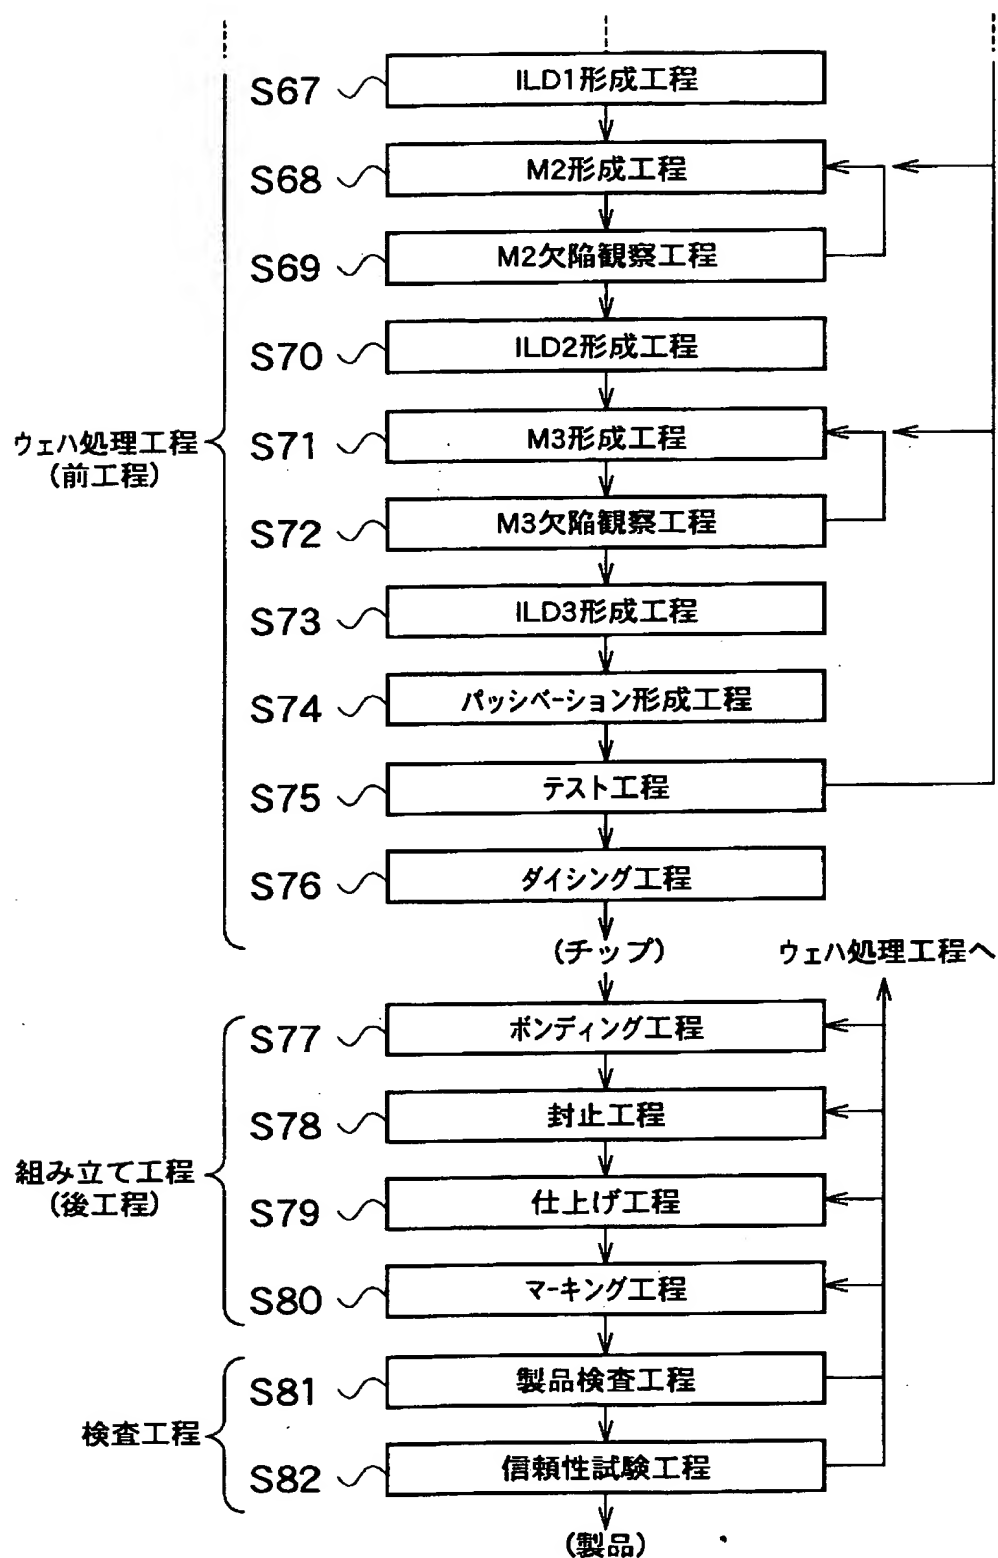 S67 ILD1形成工程
S68 M2形成工程
S69 M2欠陥観察工程
S70 ILD2形成工程
ウェハ処理工程
(前工程)
S71 M3形成工程
S72 M3欠陥観察工程
S73 ILD3形成工程
S74 パッシベーション形成工程
S75 テスト工程
S76 ダイシング工程
(チップ)
ウェハ処理工程へ
S77 ボンディング工程
S78 封止工程
組み立て工程
(後工程)
S79 仕上げ工程
S80 マーキング工程
S81 製品検査工程
検査工程
S82 信頼性試験工程
(製品)